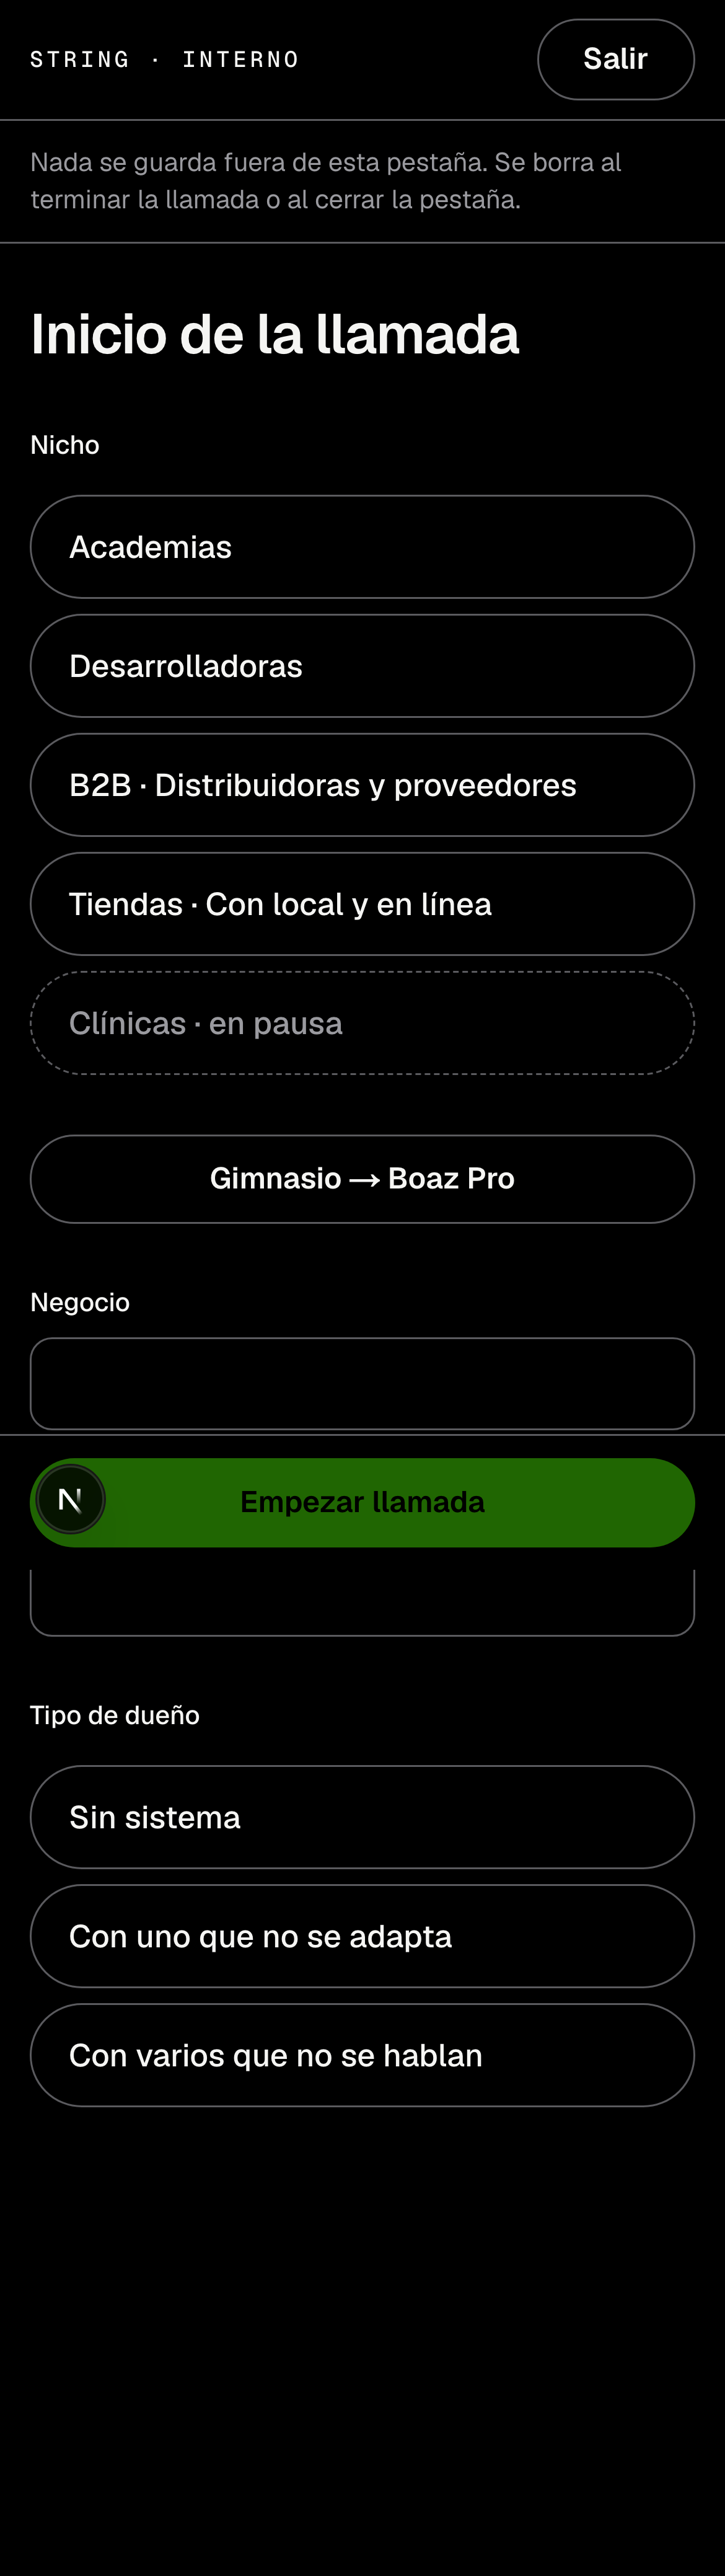 STRING · INTERNO
Salir
Nada se guarda fuera de esta pestaña. Se borra al
terminar la llamada o al cerrar la pestaña.
Inicio de la llamada
Nicho
Academias
Desarrolladoras
B2B · Distribuidoras y proveedores
Tiendas · Con local y en línea
Clínicas · en pausa
Gimnasio → Boaz Pro
Negocio
N
Empezar llamada
Tipo de dueño
Sin sistema
Con uno que no se adapta
Con varios que no se hablan